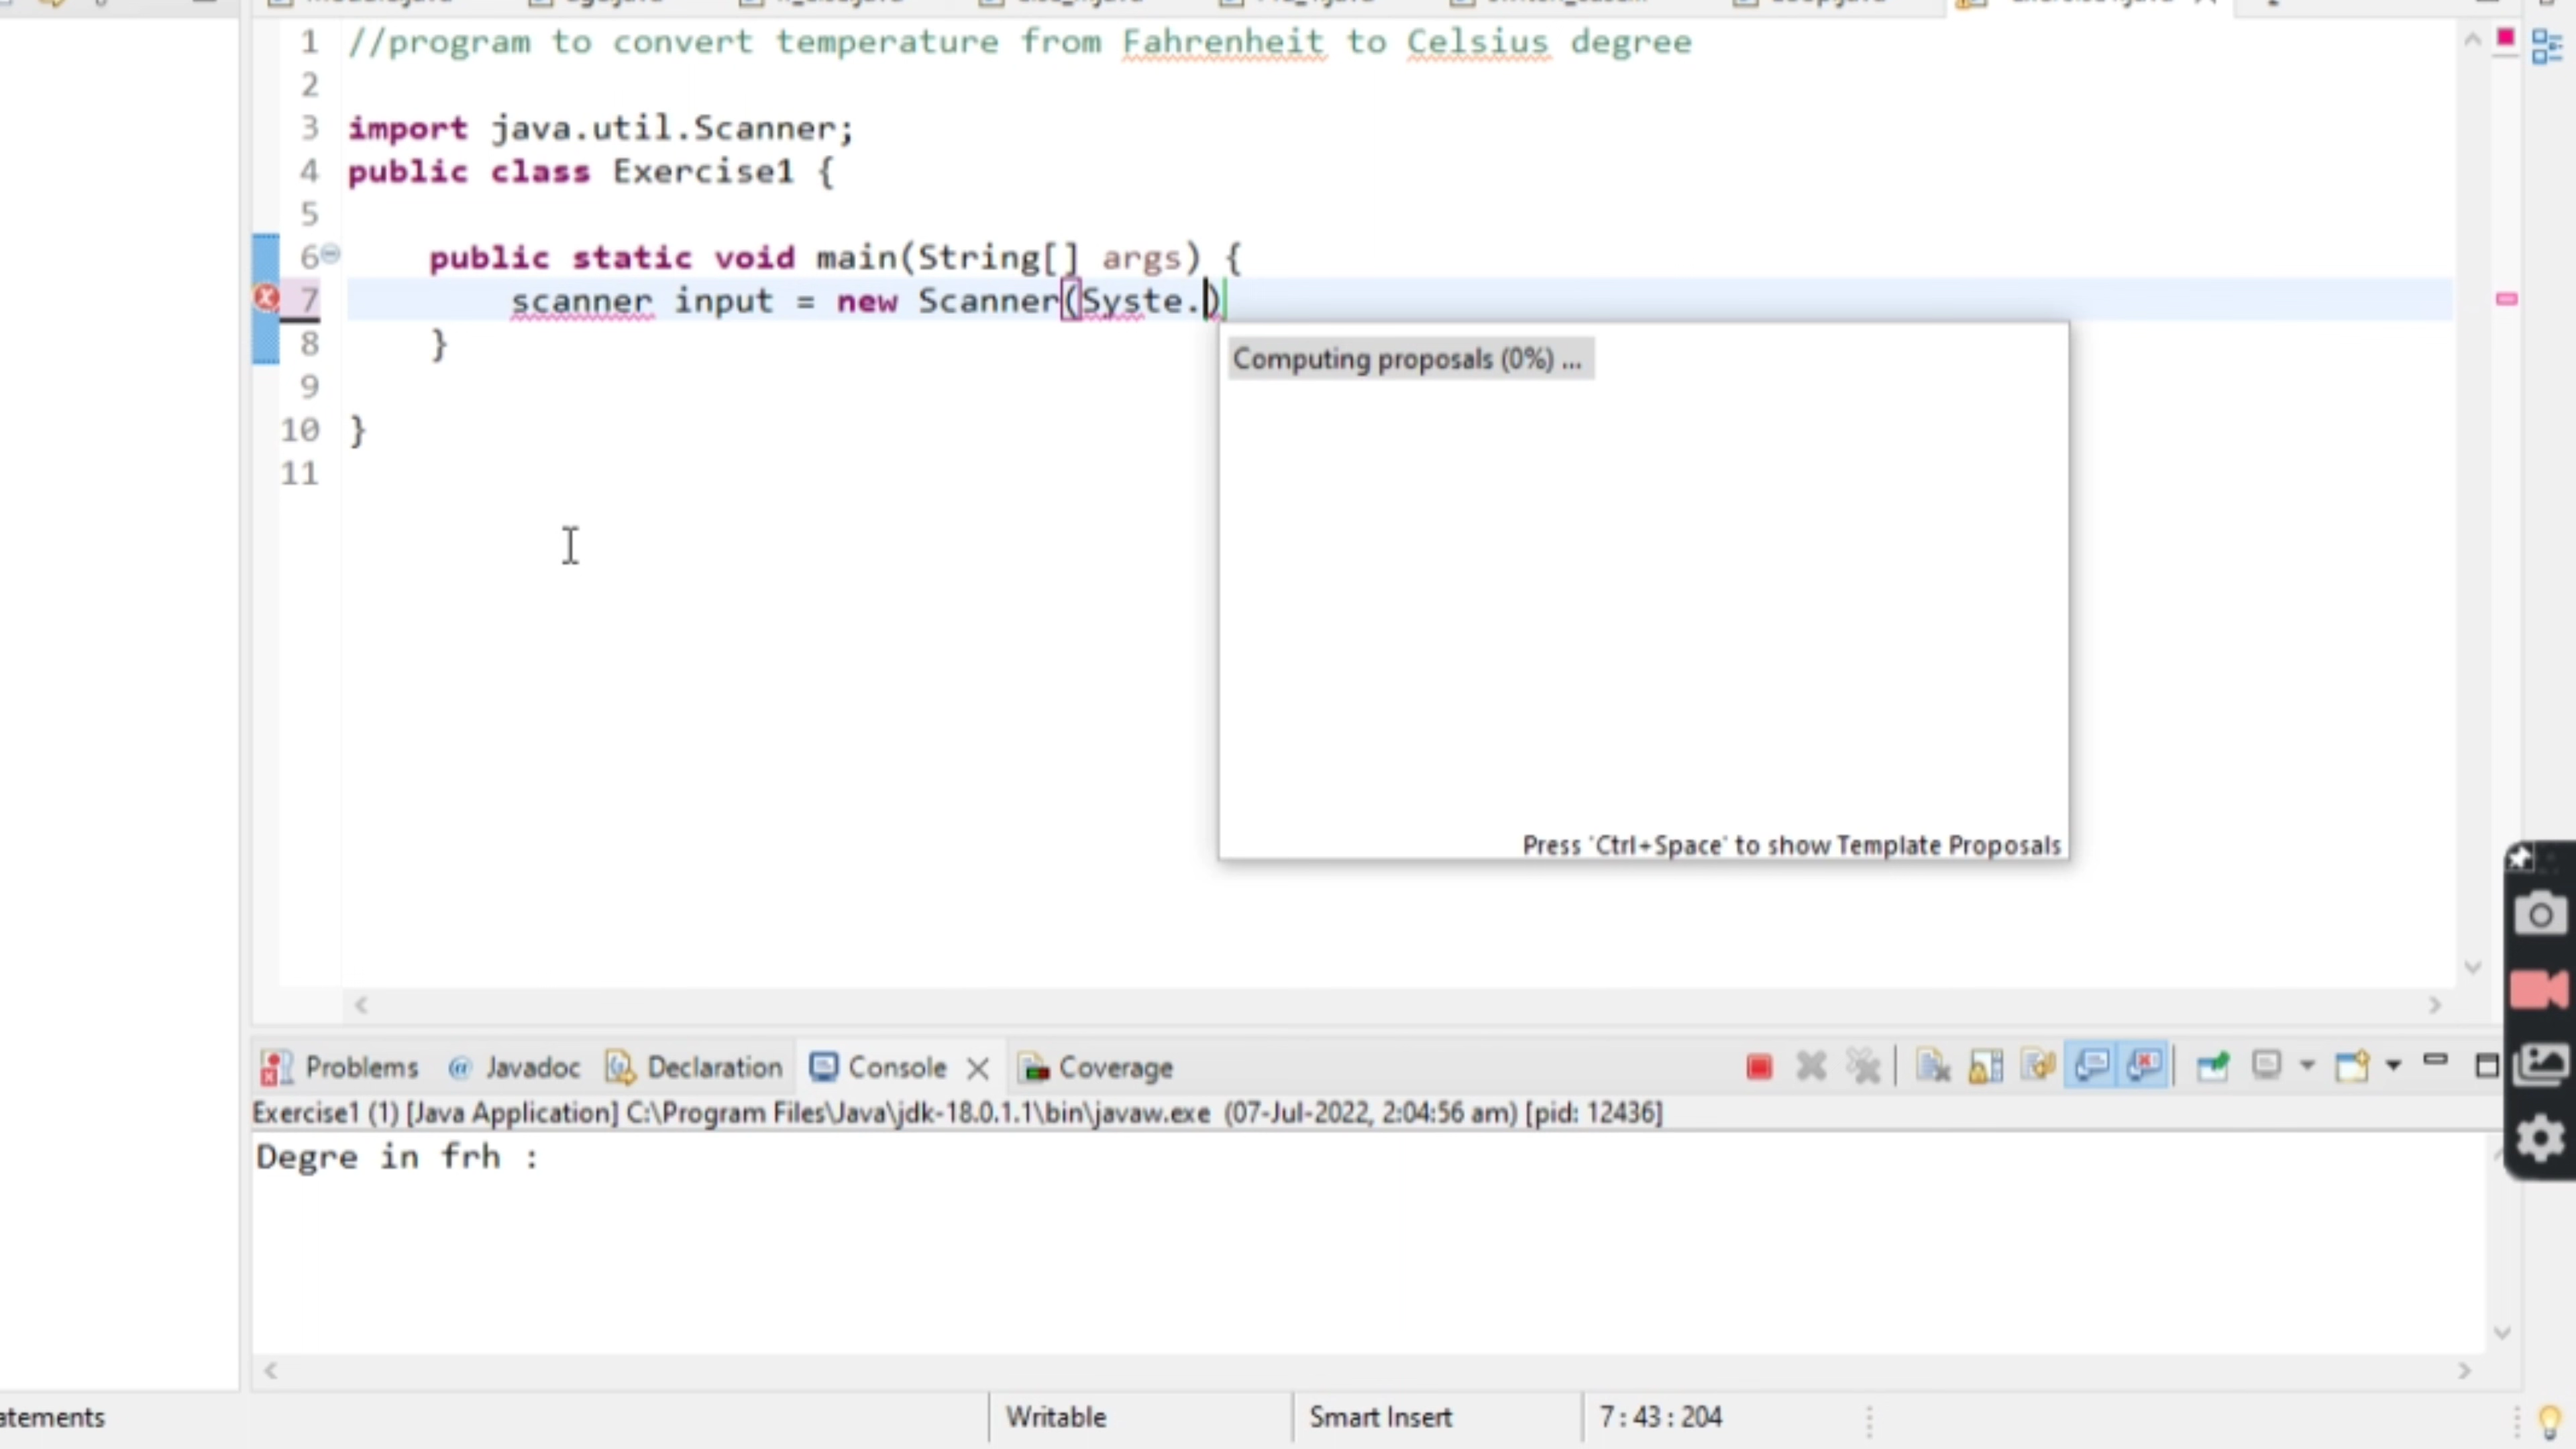 1 //program to convert temperature from Fahrenheit to Celsius degree
2
3 import java.util.Scanner;
4 public class Exercise1 {
5
6 public static void main(String[] args) {
7 scanner input = new Scanner(Syste.)
8 }
9
10 }
11
Computing proposals (0%) ...
Press 'Ctrl+Space' to show Template Proposals
Problems @ Javadoc Declaration Console Coverage
Exercise1 (1) [Java Application] C:\Program Files\Java\jdk-18.0.1.1\bin\javaw.exe (07-Jul-2022, 2:04:56 am) [pid: 12436]
Degre in frh :
atements Writable Smart Insert 7 : 43 : 204